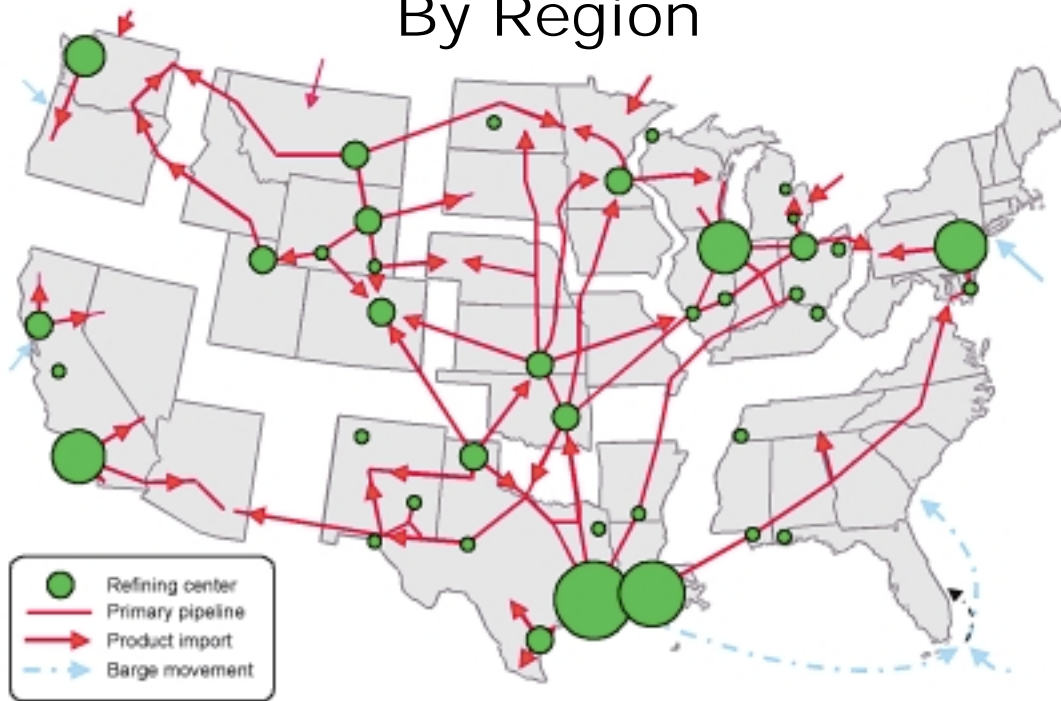 By Region
Refining center
Primary pipeline
Product import
Barge movement